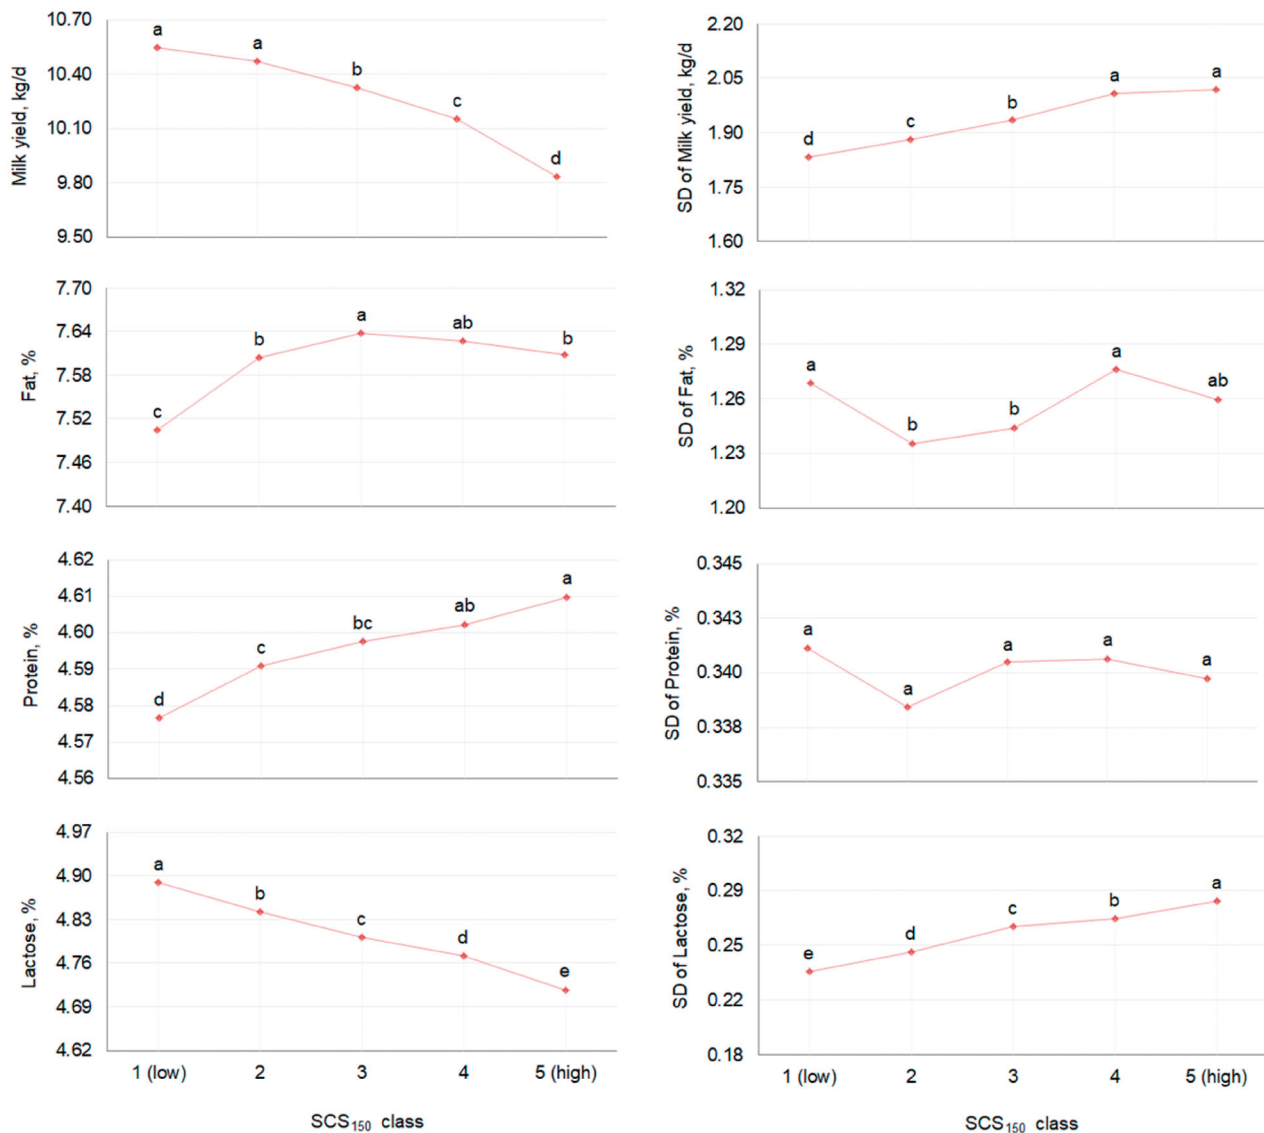 Milk yield, kg/d
10.70
10.40
10.10
9.80
9.50
a
a
b
c
d
SD of Milk yield, kg/d
2.20
2.05
1.90
1.75
1.60
d
c
b
a
a
Fat, %
7.70
7.64
7.58
7.52
7.46
7.40
c
b
a
ab
b
SD of Fat, %
1.32
1.29
1.26
1.23
1.20
a
b
b
a
ab
Protein, %
4.62
4.61
4.60
4.59
4.58
4.57
4.56
d
c
bc
ab
a
SD of Protein, %
0.345
0.343
0.340
0.338
0.335
a
a
a
a
a
Lactose, %
4.97
4.90
4.83
4.76
4.69
4.62
a
b
c
d
e
1 (low) 2 3 4 5 (high)
SCS150 class
SD of Lactose, %
0.32
0.29
0.25
0.22
0.18
e
d
c
b
a
1 (low) 2 3 4 5 (high)
SCS150 class